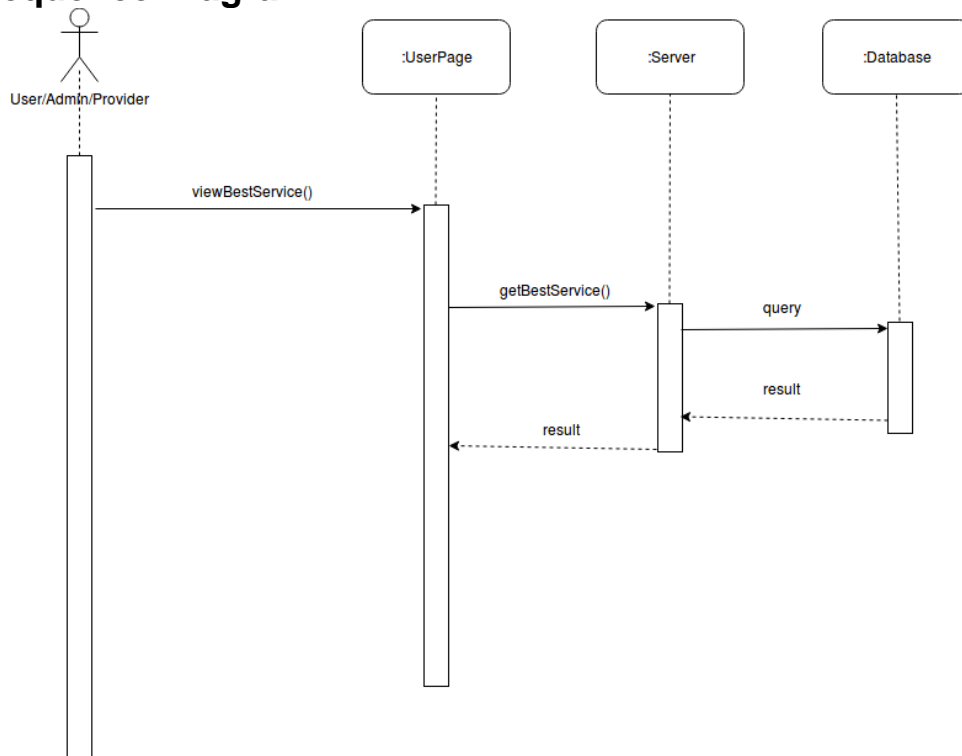 :UserPage
:Server
:Database
User/Admin/Provider
viewBestService()
getBestService()
query
result
result